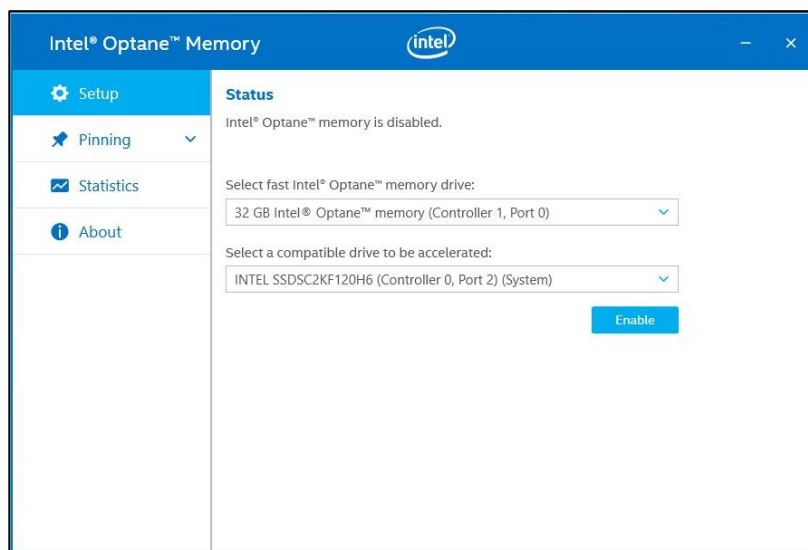 Intel® Optane™ Memory
intel
Setup
Pinning
Statistics
About
Status
Intel® Optane™ memory is disabled.
Select fast Intel® Optane™ memory drive:
32 GB Intel® Optane™ memory (Controller 1, Port 0)
Select a compatible drive to be accelerated:
INTEL SSDSC2KF120H6 (Controller 0, Port 2) (System)
Enable